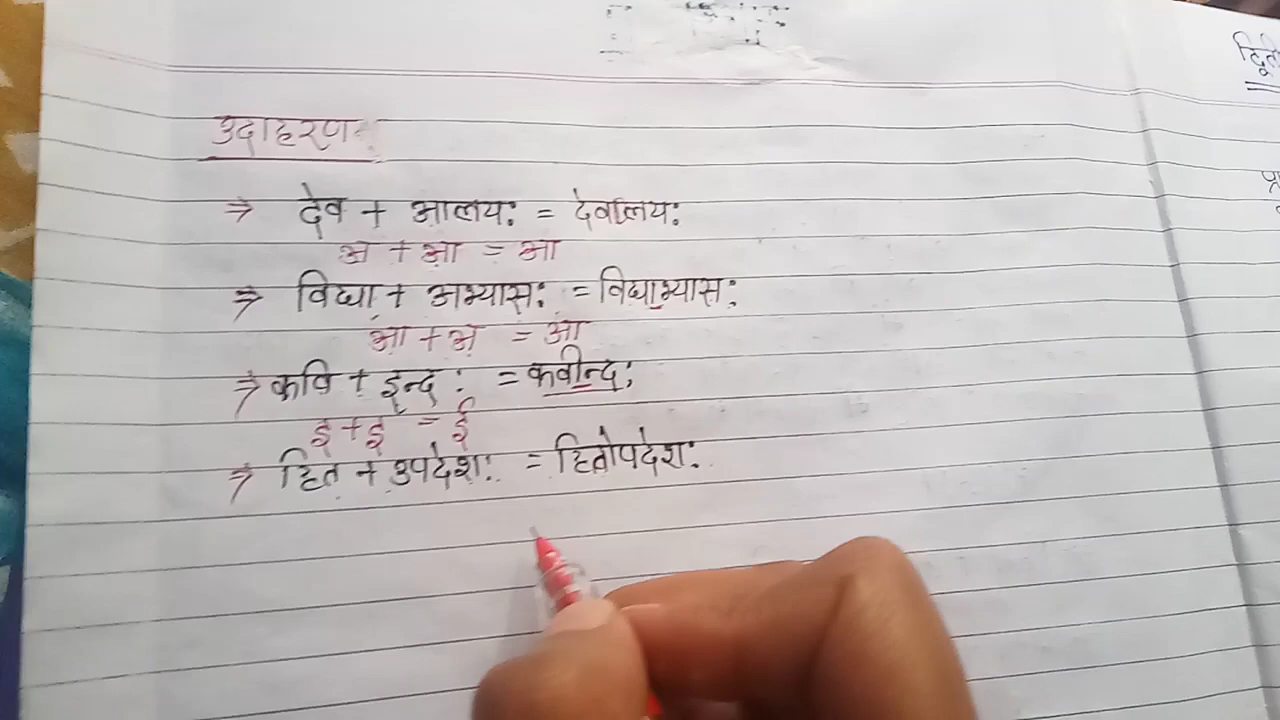 उदाहरण:
⇒ देव + आलय: = देवालय:
अ + आ = आ
⇒ विद्या + अभ्यास: = विद्याभ्यास:
आ + अ = आ
⇒ कवि + इन्द्र: = कवीन्द्र:
इ + इ = ई
⇒ हित + उपदेश: = हितोपदेश: